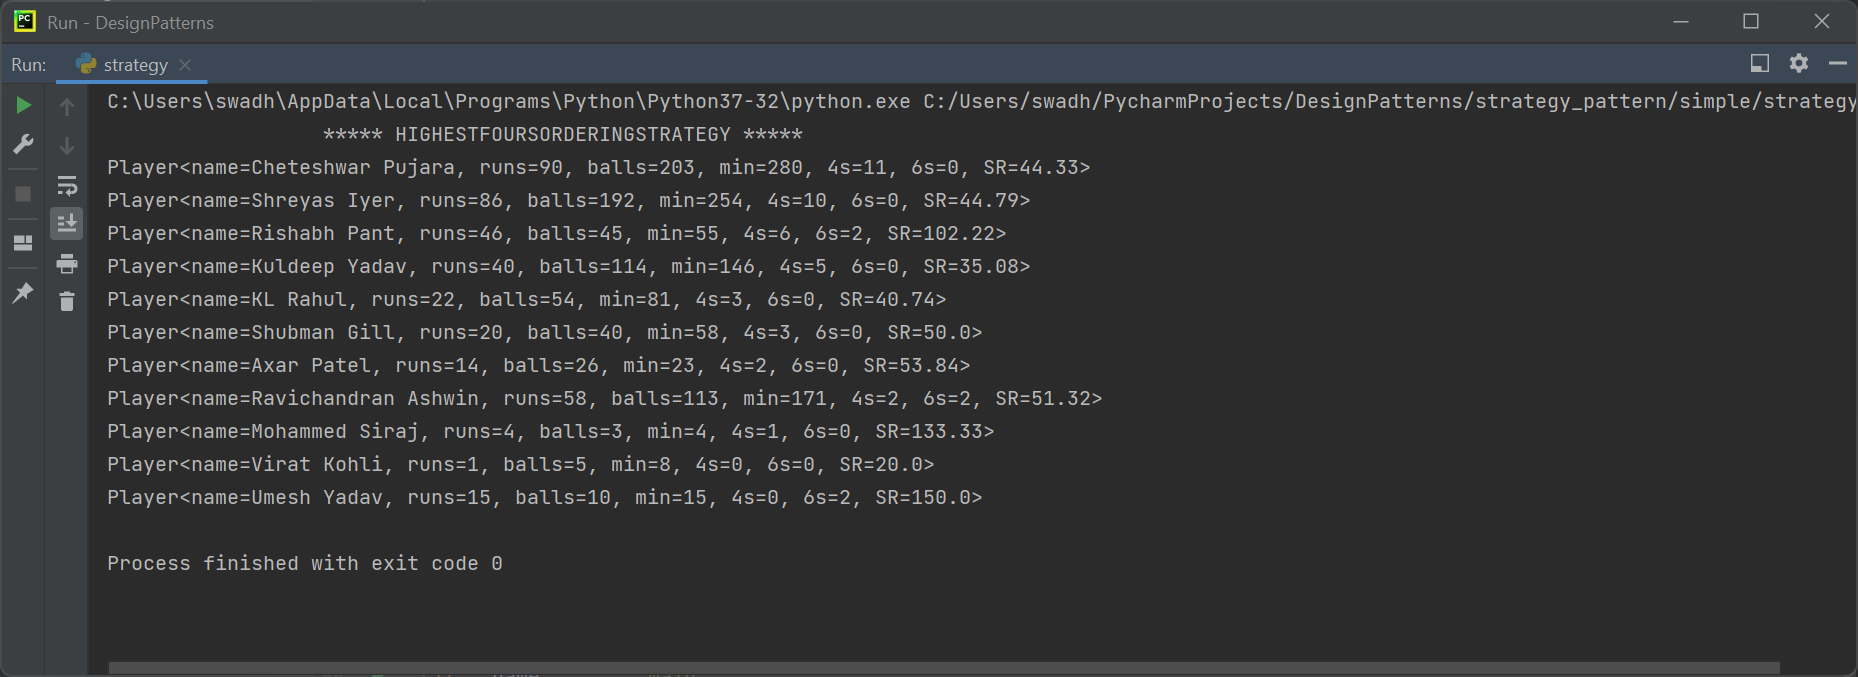 PC
Run - DesignPatterns
Run: strategy
C:\Users\swadh\AppData\Local\Programs\Python\Python37-32\python.exe C:/Users/swadh/PycharmProjects/DesignPatterns/strategy_pattern/simple/strategy
***** HIGHESTFOURSORDERINGSTRATEGY *****
Player<name=Cheteshwar Pujara, runs=90, balls=203, min=280, 4s=11, 6s=0, SR=44.33>
Player<name=Shreyas Iyer, runs=86, balls=192, min=254, 4s=10, 6s=0, SR=44.79>
Player<name=Rishabh Pant, runs=46, balls=45, min=55, 4s=6, 6s=2, SR=102.22>
Player<name=Kuldeep Yadav, runs=40, balls=114, min=146, 4s=5, 6s=0, SR=35.08>
Player<name=KL Rahul, runs=22, balls=54, min=81, 4s=3, 6s=0, SR=40.74>
Player<name=Shubman Gill, runs=20, balls=40, min=58, 4s=3, 6s=0, SR=50.0>
Player<name=Axar Patel, runs=14, balls=26, min=23, 4s=2, 6s=0, SR=53.84>
Player<name=Ravichandran Ashwin, runs=58, balls=113, min=171, 4s=2, 6s=2, SR=51.32>
Player<name=Mohammed Siraj, runs=4, balls=3, min=4, 4s=1, 6s=0, SR=133.33>
Player<name=Virat Kohli, runs=1, balls=5, min=8, 4s=0, 6s=0, SR=20.0>
Player<name=Umesh Yadav, runs=15, balls=10, min=15, 4s=0, 6s=2, SR=150.0>
Process finished with exit code 0